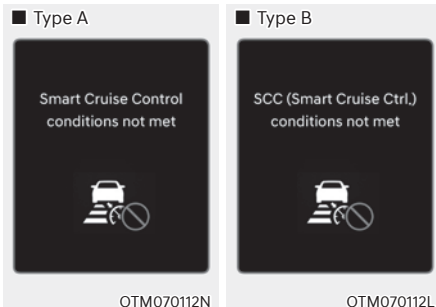 ■ Type A
Smart Cruise Control
conditions not met
OTM070112N
■ Type B
SCC (Smart Cruise Ctrl.)
conditions not met
OTM070112L